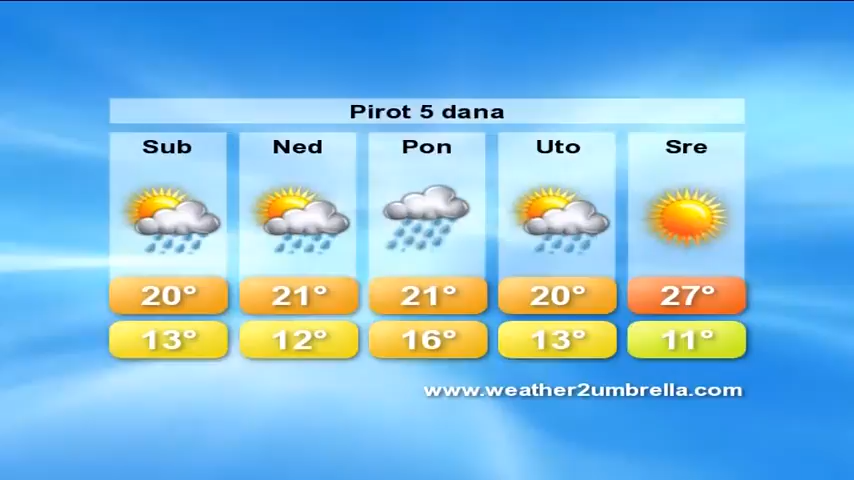 Pirot 5 dana
Sub Ned Pon Uto Sre
20° 21° 21° 20° 27°
13° 12° 16° 13° 11°
www.weather2umbrella.com